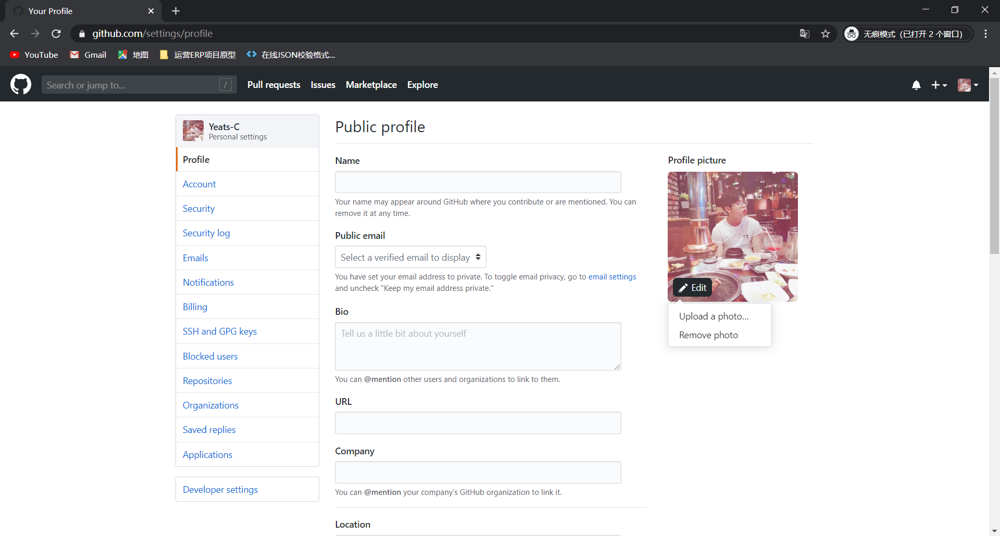 Your Profile
github.com/settings/profile
无痕模式（已打开 2 个窗口）
YouTube
Gmail
地图
运营ERP项目原型
在线JSON校验格式...
Search or jump to...
/
Pull requests
Issues
Marketplace
Explore
Yeats-C
Personal settings
Profile
Account
Security
Security log
Emails
Notifications
Billing
SSH and GPG keys
Blocked users
Repositories
Organizations
Saved replies
Applications
Developer settings
Public profile
Name
Your name may appear around GitHub where you contribute or are mentioned. You can
remove it at any time.
Public email
Select a verified email to display
You have set your email address to private. To toggle email privacy, go to email settings
and uncheck "Keep my email address private."
Bio
Tell us a little bit about yourself
You can @mention other users and organizations to link to them.
URL
Company
You can @mention your company’s GitHub organization to link it.
Location
Profile picture
Edit
Upload a photo...
Remove photo